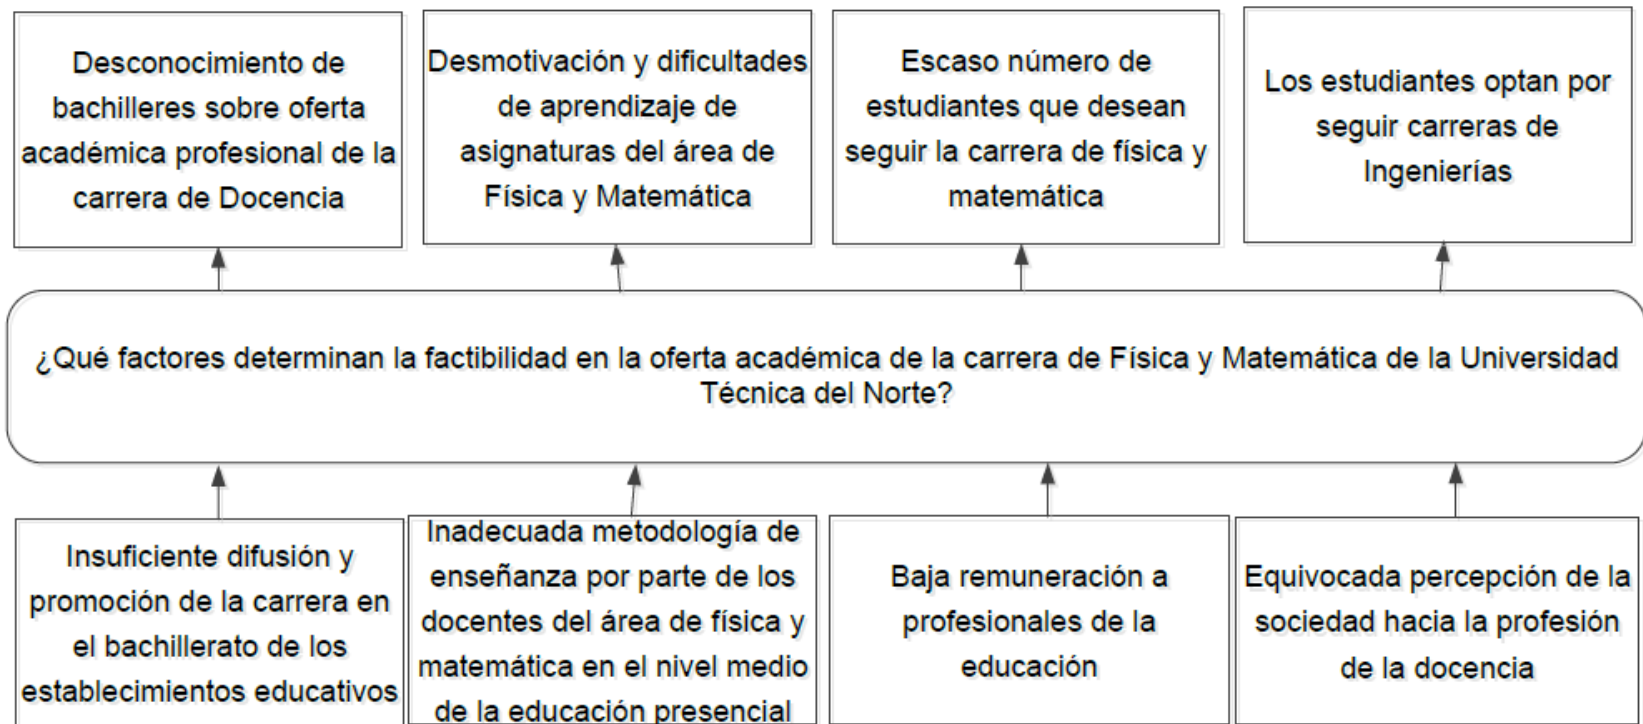 Desconocimiento de
bachilleres sobre oferta
académica profesional de la
carrera de Docencia
Desmotivación y dificultades
de aprendizaje de
asignaturas del área de
Física y Matemática
Escaso número de
estudiantes que desean
seguir la carrera de física y
matemática
Los estudiantes optan por
seguir carreras de
Ingenierías
¿Qué factores determinan la factibilidad en la oferta académica de la carrera de Física y Matemática de la Universidad
Técnica del Norte?
Insuficiente difusión y
promoción de la carrera en
el bachillerato de los
establecimientos educativos
Inadecuada metodología de
enseñanza por parte de los
docentes del área de física y
matemática en el nivel medio
de la educación presencial
Baja remuneración a
profesionales de la
educación
Equivocada percepción de la
sociedad hacia la profesión
de la docencia